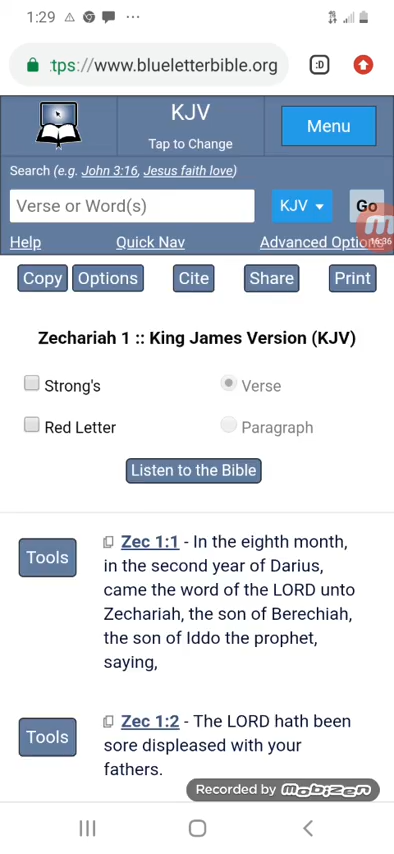 1:29
:D
tps://www.blueletterbible.org
KJV
Tap to Change
Menu
Search (e.g. John 3:16, Jesus faith love)
Verse or Word(s)
KJV
Go
16:36
Help Quick Nav Advanced Options
Copy Options Cite Share Print
Zechariah 1 :: King James Version (KJV)
Strong's Verse
Red Letter Paragraph
Listen to the Bible
Tools
Zec 1:1 - In the eighth month,
in the second year of Darius,
came the word of the LORD unto
Zechariah, the son of Berechiah,
the son of Iddo the prophet,
saying,
Tools
Zec 1:2 - The LORD hath been
sore displeased with your
fathers.
Recorded by mobizen